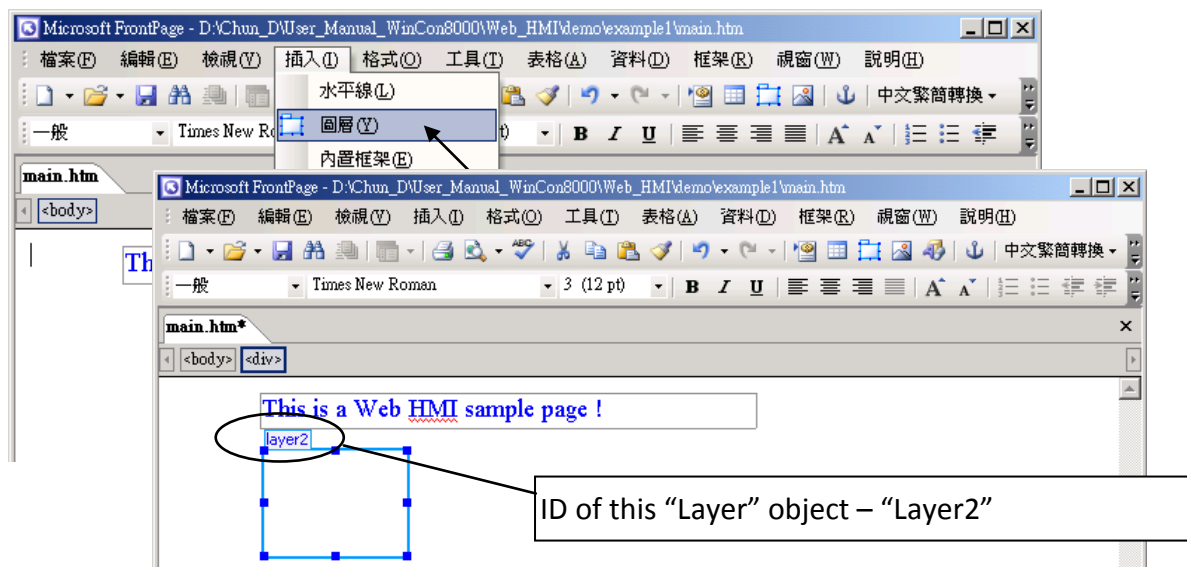 Microsoft FrontPage - D:\Chun_D\User_Manual_WinCon8000\Web_HMI\demo\example1\main.htm
檔案(F) 編輯(E) 檢視(V) 插入(I) 格式(O) 工具(T) 表格(A) 資料(D) 框架(R) 視窗(W) 說明(H)
水平線(L)
中文繁簡轉換
一般 Times New Ro t) B I U A A
圖層(Y)
內置框架(E)
main.htm
<body>
Th
Microsoft FrontPage - D:\Chun_D\User_Manual_WinCon8000\Web_HMI\demo\example1\main.htm
檔案(F) 編輯(E) 檢視(V) 插入(I) 格式(O) 工具(T) 表格(A) 資料(D) 框架(R) 視窗(W) 說明(H)
ABC 中文繁簡轉換
一般 Times New Roman 3 (12 pt) B I U A A
main.htm*
<body> <div>
This is a Web HMI sample page !
layer2
ID of this “Layer” object – “Layer2”